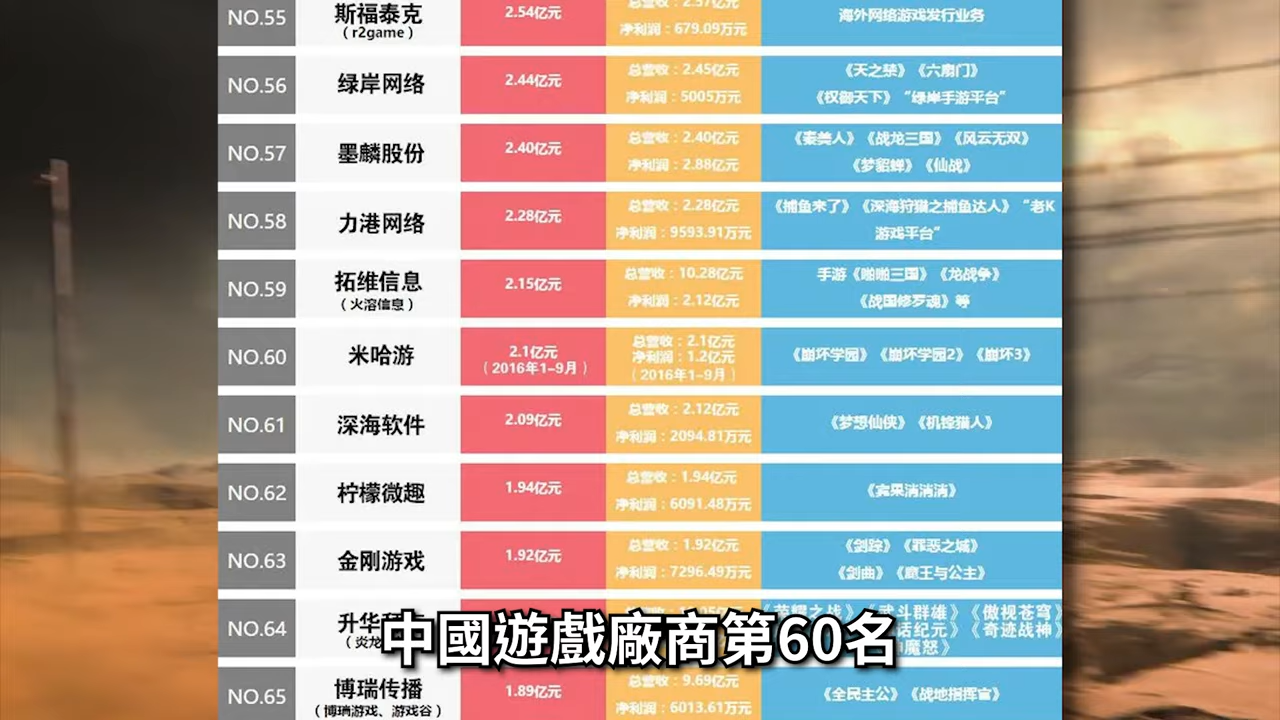 NO.55
斯福泰克
（r2game）
2.54亿元
净利润：679.09万元
海外网络游戏发行业务
NO.56
绿岸网络
2.44亿元
总营收：2.45亿元
净利润：5005万元
《天之禁》《六扇门》
《权御天下》“绿岸手游平台”
NO.57
墨麟股份
2.40亿元
总营收：2.40亿元
净利润：2.88亿元
《秦美人》《战龙三国》《风云无双》
《梦貂蝉》《仙战》
NO.58
力港网络
2.28亿元
总营收：2.28亿元
净利润：9593.91万元
《捕鱼来了》《深海狩猎之捕鱼达人》“老K
游戏平台”
NO.59
拓维信息
（火溶信息）
2.15亿元
总营收：10.28亿元
净利润：2.12亿元
手游《啪啪三国》《龙战争》
《战国修罗魂》等
NO.60
米哈游
2.1亿元
（2016年1-9月）
总营收：2.1亿元
净利润：1.2亿元
（2016年1-9月）
《崩坏学园》《崩坏学园2》《崩坏3》
NO.61
深海软件
2.09亿元
总营收：2.12亿元
净利润：2094.81万元
《梦想仙侠》《机锋猎人》
NO.62
柠檬微趣
1.94亿元
总营收：1.94亿元
净利润：6091.48万元
《宾果消消消》
NO.63
金刚游戏
1.92亿元
总营收：1.92亿元
净利润：7296.49万元
《剑踪》《罪恶之城》
《剑曲》《魔王与公主》
NO.64
升华
《武斗群雄》《傲视苍穹》
《奇迹战神》
魔怒》
中國遊戲廠商第60名
NO.65
博瑞传播
（博瑞游戏、游戏谷）
1.89亿元
总营收：9.69亿元
净利润：6013.61万元
《全民主公》《战地指挥官》